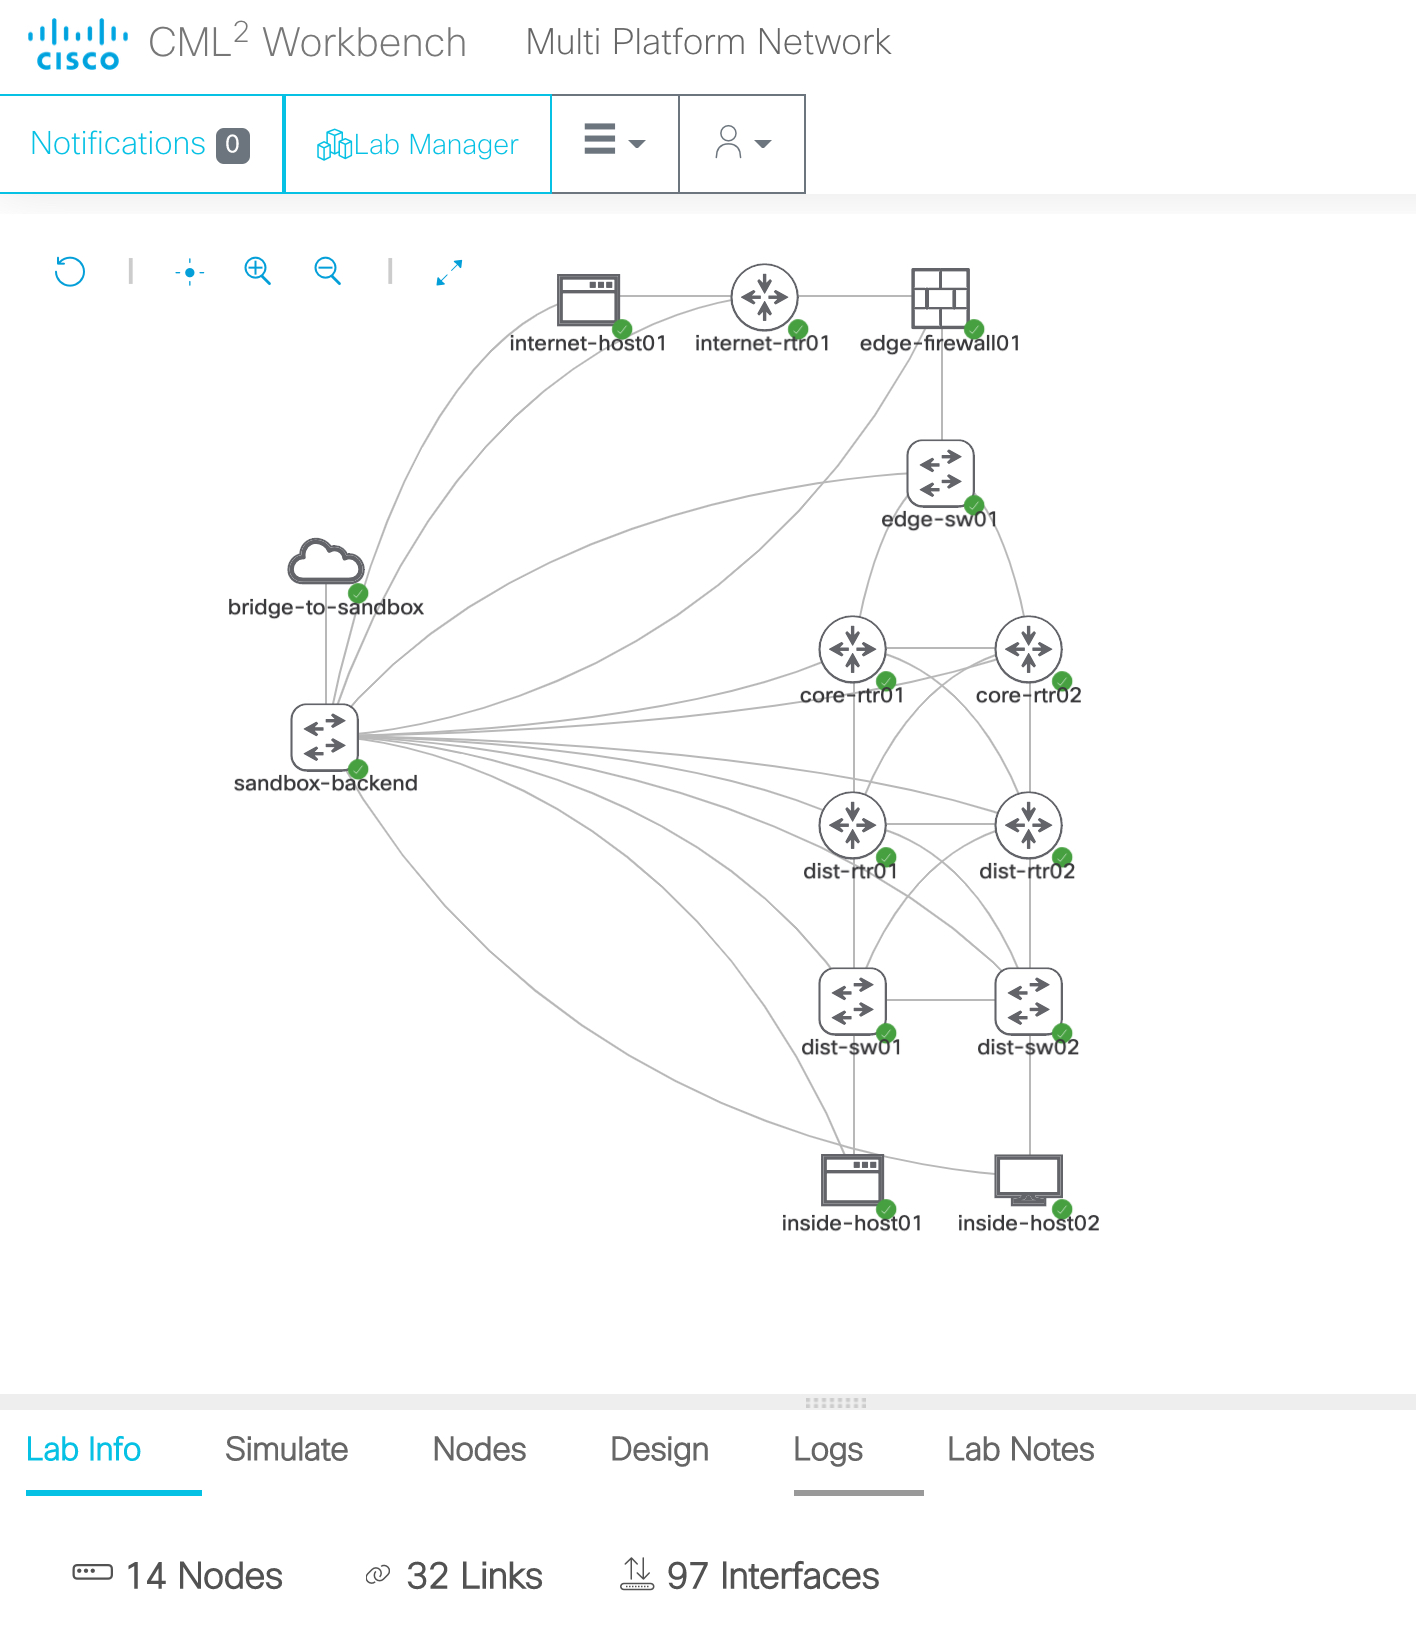 cisco CML2 Workbench Multi Platform Network
Notifications 0 Lab Manager
internet-host01 internet-rtr01 edge-firewall01
edge-sw01
bridge-to-sandbox
core-rtr01 core-rtr02
sandbox-backend
dist-rtr01 dist-rtr02
dist-sw01 dist-sw02
inside-host01 inside-host02
Lab Info Simulate Nodes Design Logs Lab Notes
14 Nodes 32 Links 97 Interfaces